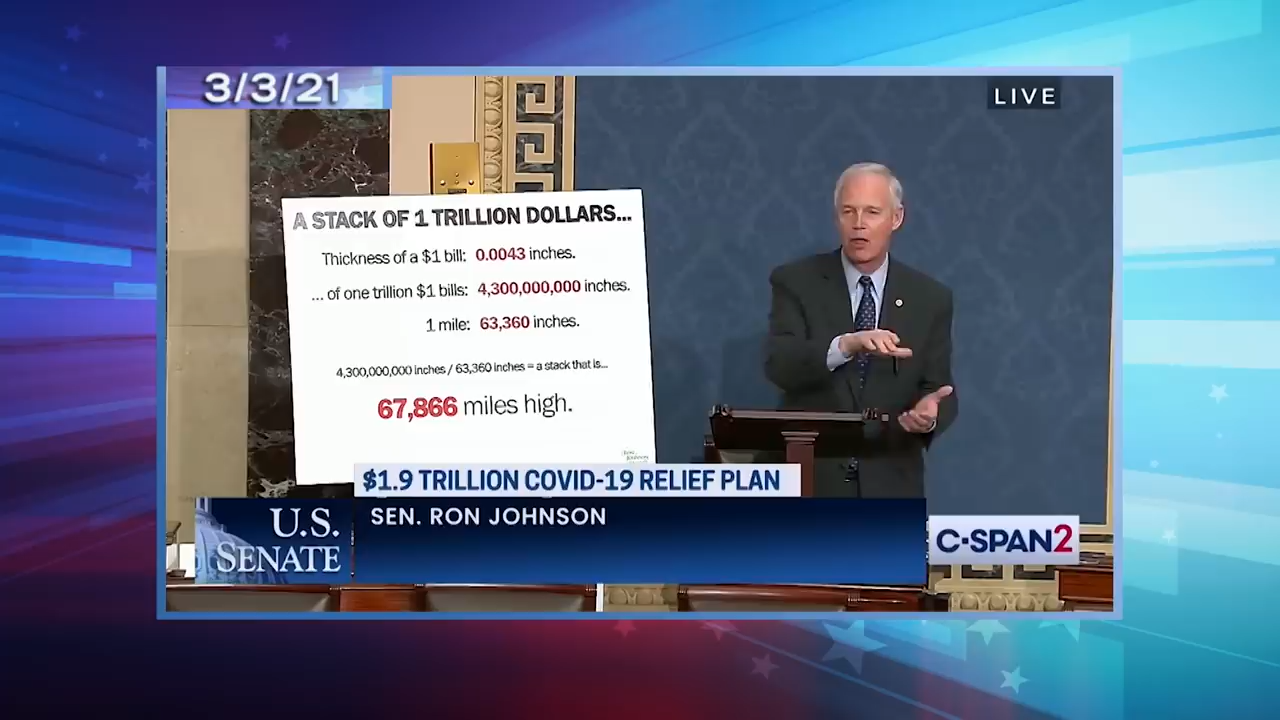 3/3/21
LIVE
A STACK OF 1 TRILLION DOLLARS...
Thickness of a $1 bill: 0.0043 inches.
... of one trillion $1 bills: 4,300,000,000 inches.
1 mile: 63,360 inches.
4,300,000,000 inches / 63,360 inches = a stack that is...
67,866 miles high.
$1.9 TRILLION COVID-19 RELIEF PLAN
U.S.
SENATE
SEN. RON JOHNSON
C-SPAN2